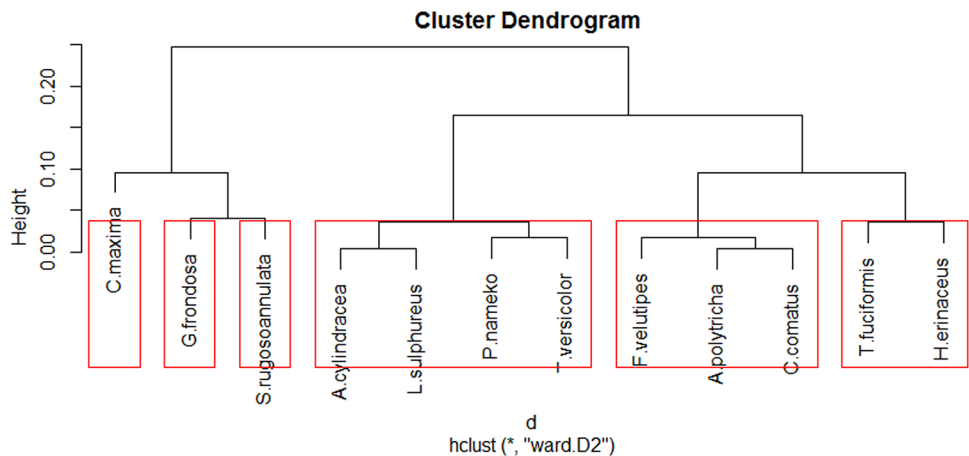 Cluster Dendrogram
Height
0.00
0.10
0.20
C.maxima
G.frondosa
S.rugosoannulata
A.cylindracea
L.sulphureus
P.nameko
T.versicolor
F.velutipes
A.polytricha
C.comatus
T.fuciformis
H.erinaceus
d
hclust (*, "ward.D2")